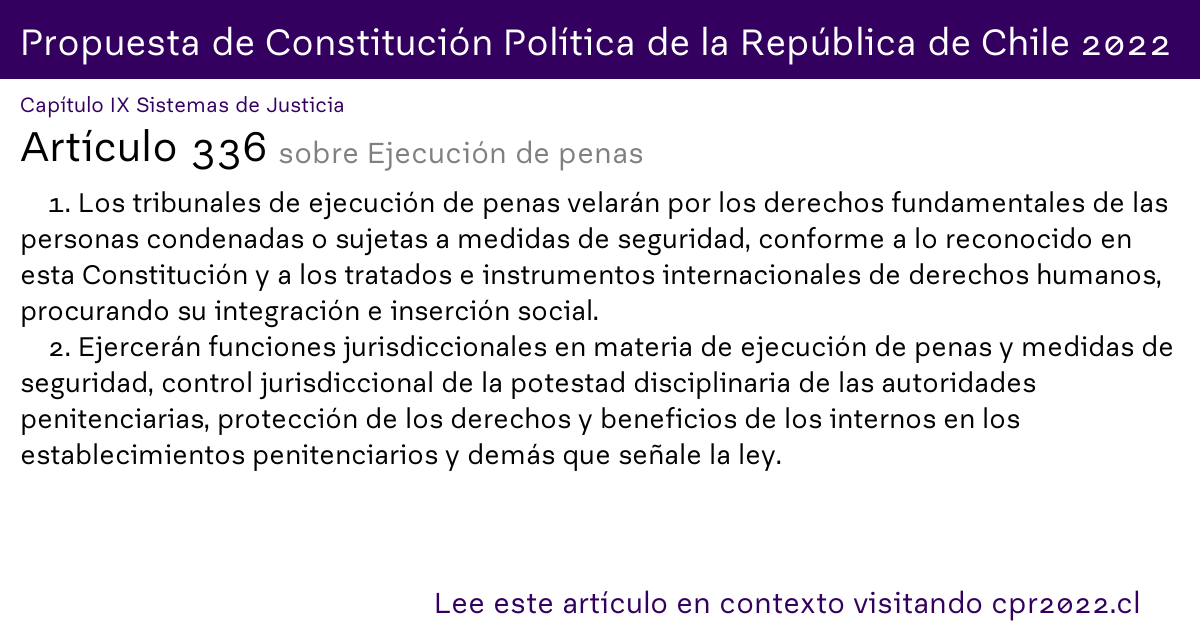 Propuesta de Constitución Política de la República de Chile 2022
Capítulo IX Sistemas de Justicia
Artículo 336 sobre Ejecución de penas
1. Los tribunales de ejecución de penas velarán por los derechos fundamentales de las
personas condenadas o sujetas a medidas de seguridad, conforme a lo reconocido en
esta Constitución y a los tratados e instrumentos internacionales de derechos humanos,
procurando su integración e inserción social.
2. Ejercerán funciones jurisdiccionales en materia de ejecución de penas y medidas de
seguridad, control jurisdiccional de la potestad disciplinaria de las autoridades
penitenciarias, protección de los derechos y beneficios de los internos en los
establecimientos penitenciarios y demás que señale la ley.
Lee este artículo en contexto visitando cpr2022.cl